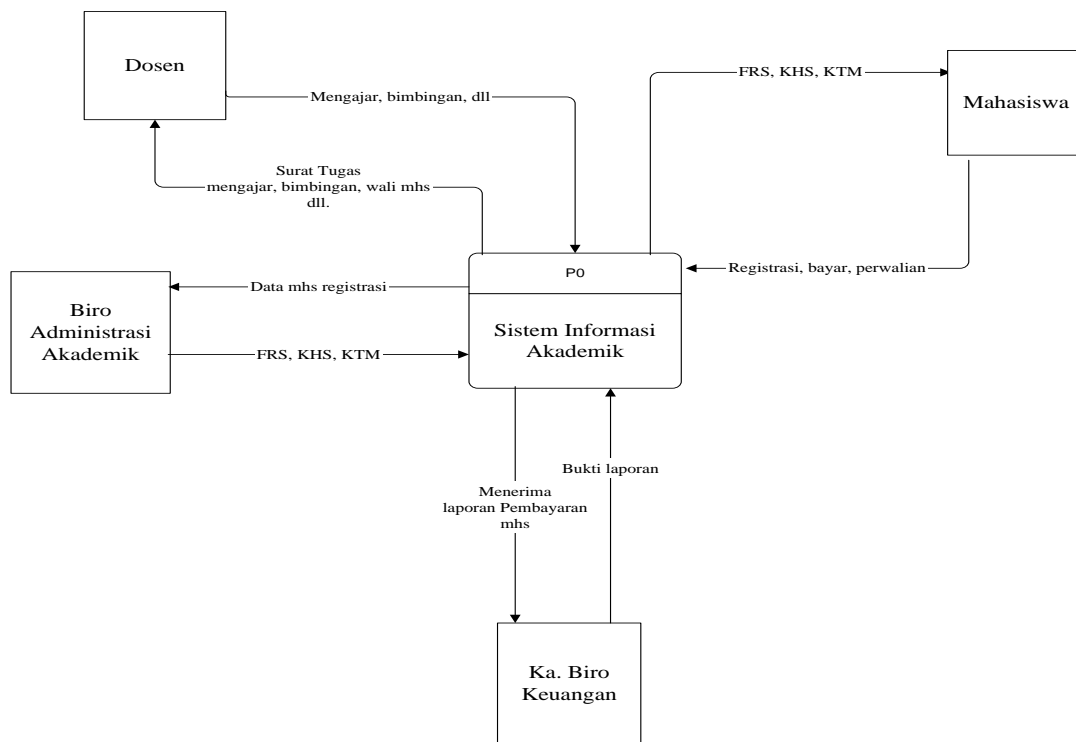 Dosen
FRS, KHS, KTM
Mahasiswa
Mengajar, bimbingan, dll
Surat Tugas
mengajar, bimbingan, wali mhs
dll.
P0
Registrasi, bayar, perwalian
Data mhs registrasi
Biro
Administrasi
Akademik
Sistem Informasi
Akademik
FRS, KHS, KTM
Bukti laporan
Menerima
laporan Pembayaran
mhs
Ka. Biro
Keuangan